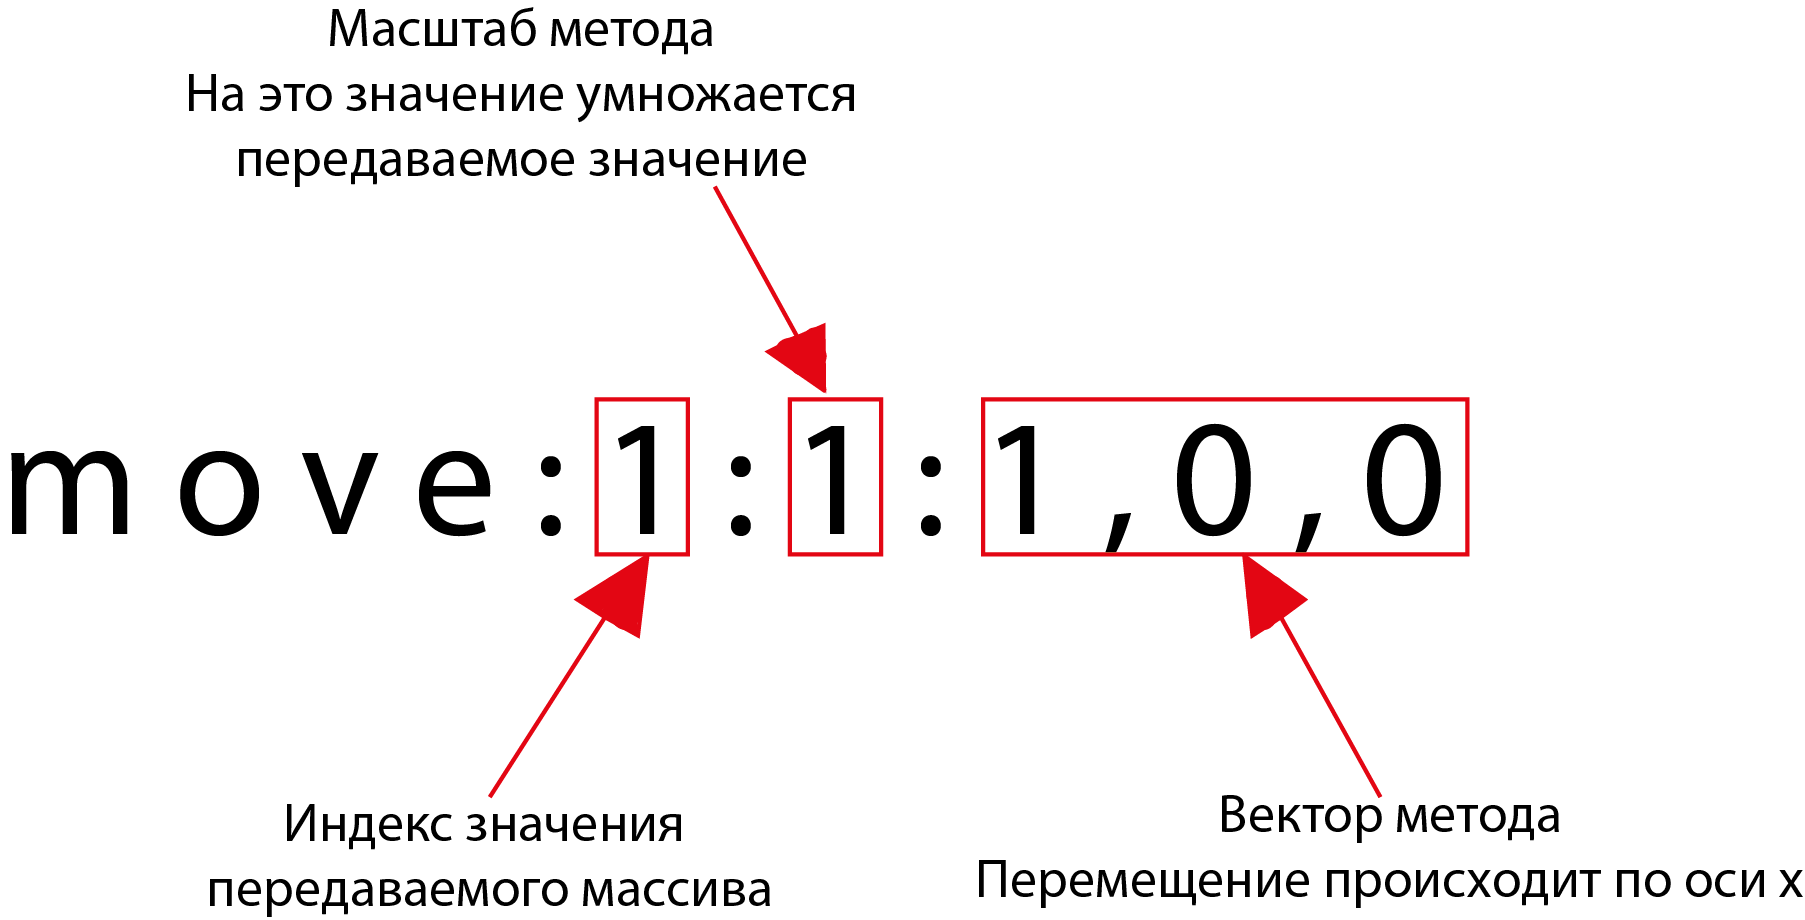 Масштаб метода
На это значение умножается
передаваемое значение
move:1:1:1,0,0
Индекс значения
передаваемого массива
Вектор метода
Перемещение происходит по оси x